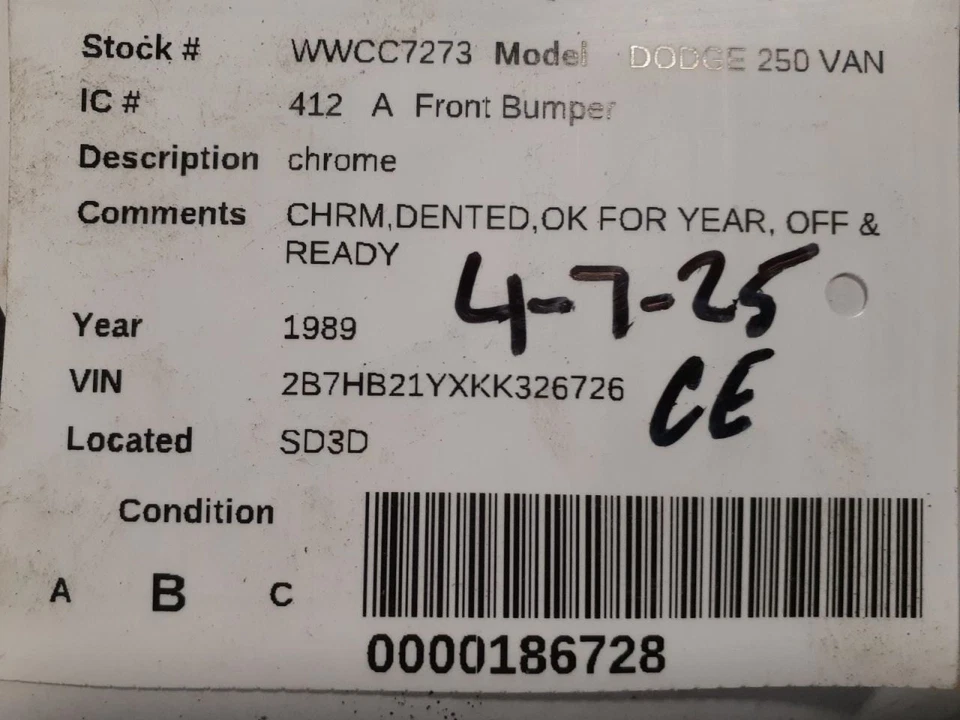 Stock # WWCC7273 Model DODGE 250 VAN
IC # 412 A Front Bumper
Description chrome
Comments CHRM,DENTED,OK FOR YEAR, OFF &
READY
4-7-25
Year 1989
VIN 2B7HB21YXKK326726
CE
Located SD3D
Condition
A B C
0000186728